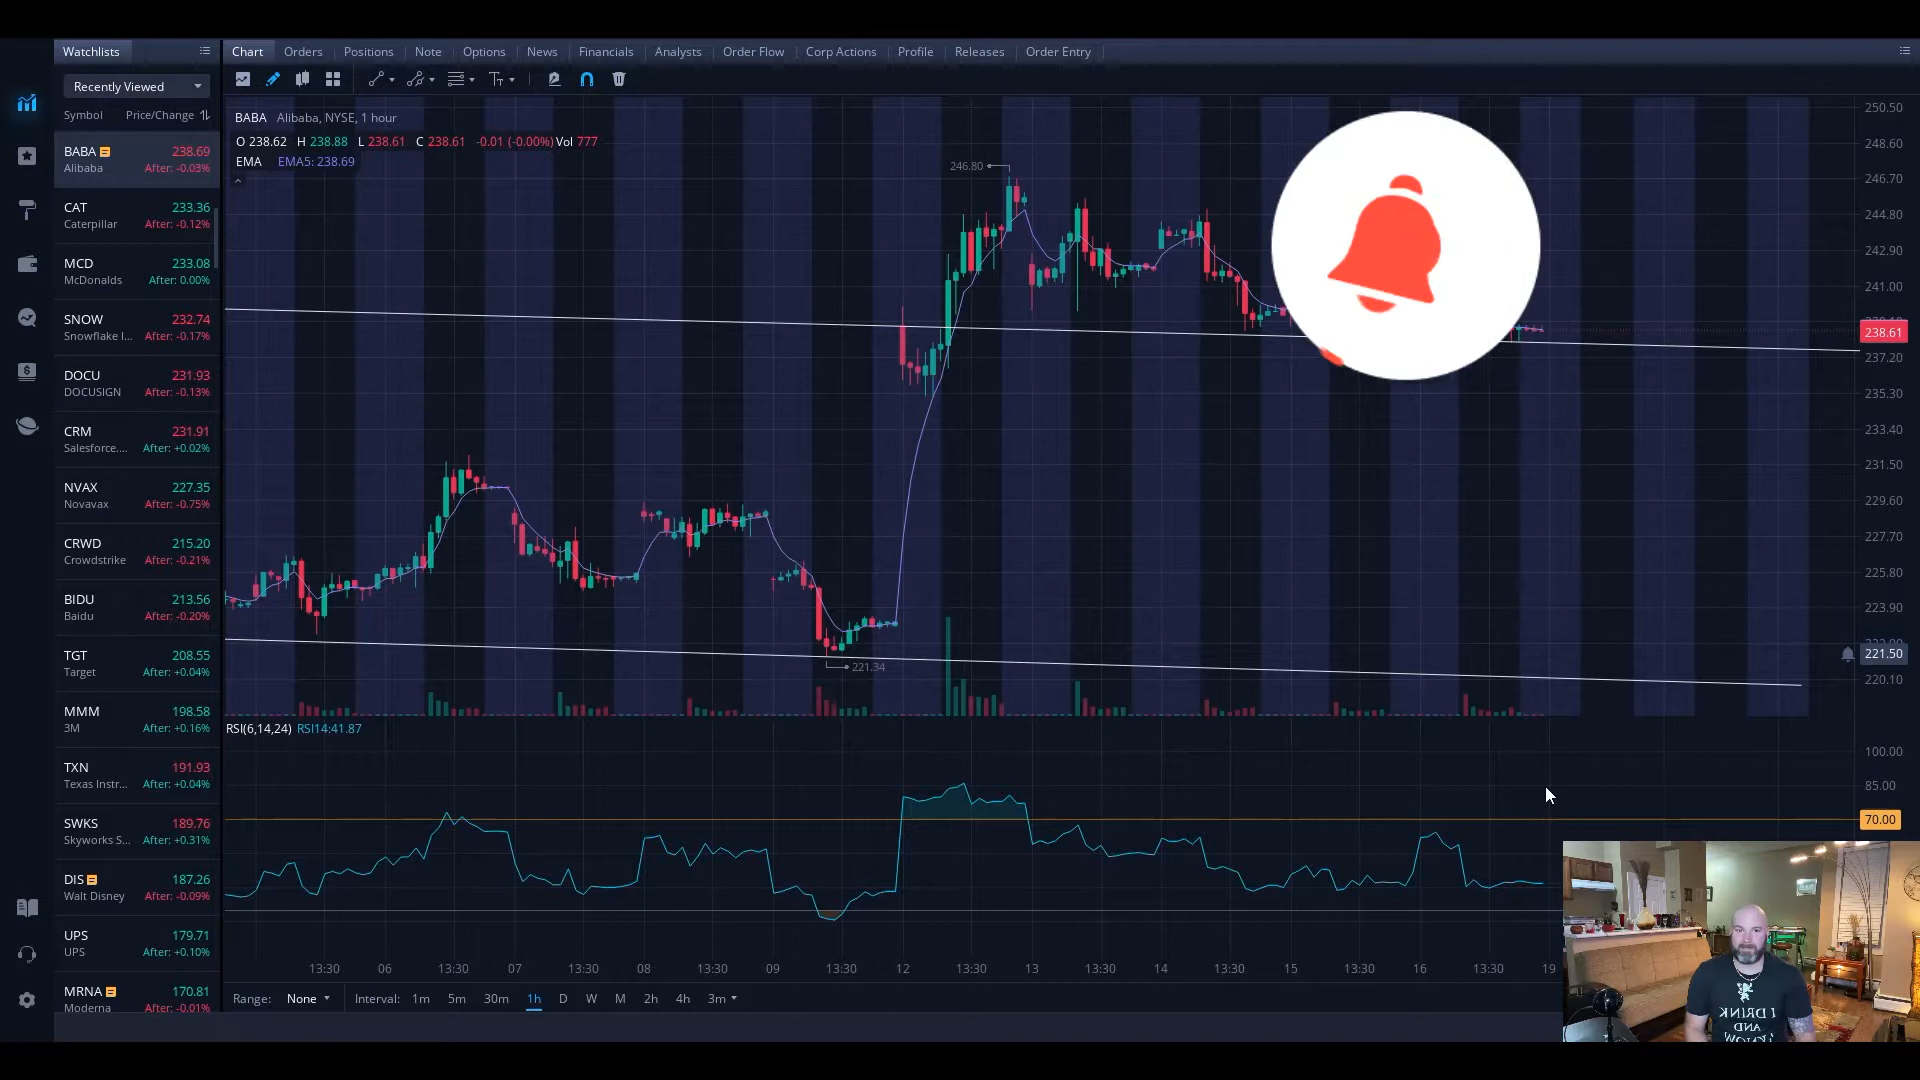 Watchlists
Chart Orders Positions Note Options News Financials Analysts Order Flow Corp Actions Profile Releases Order Entry
Recently Viewed
Symbol Price/Change
BABA 238.69
Alibaba After: -0.03%
CAT 233.36
Caterpillar After: -0.12%
MCD 233.08
McDonalds After: 0.00%
SNOW 232.74
Snowflake I... After: -0.17%
DOCU 231.93
DOCUSIGN After: -0.13%
CRM 231.91
Salesforce.... After: +0.02%
NVAX 227.35
Novavax After: -0.75%
CRWD 215.20
Crowdstrike After: -0.21%
BIDU 213.56
Baidu After: -0.20%
TGT 208.55
Target After: +0.04%
MMM 198.58
3M After: +0.16%
TXN 191.93
Texas Instr... After: +0.04%
SWKS 189.76
Skyworks S... After: +0.31%
DIS 187.26
Walt Disney After: -0.09%
UPS 179.71
UPS After: +0.10%
MRNA 170.81
Moderna After: -0.01%
BABA Alibaba, NYSE, 1 hour
O 238.62 H 238.88 L 238.61 C 238.61 -0.01 (-0.00%) Vol 777
EMA EMA5: 238.69
246.80
221.34
250.50
248.60
246.70
244.80
242.90
241.00
238.61
237.20
235.30
233.40
231.50
229.60
227.70
225.80
223.90
221.50
220.10
RSI(6,14,24) RSI14:41.87
100.00
85.00
70.00
13:30 06 13:30 07 13:30 08 13:30 09 13:30 12 13:30 13 13:30 14 13:30 15 13:30 16 13:30 19
Range: None Interval: 1m 5m 30m 1h D W M 2h 4h 3m
I DRINK
AND